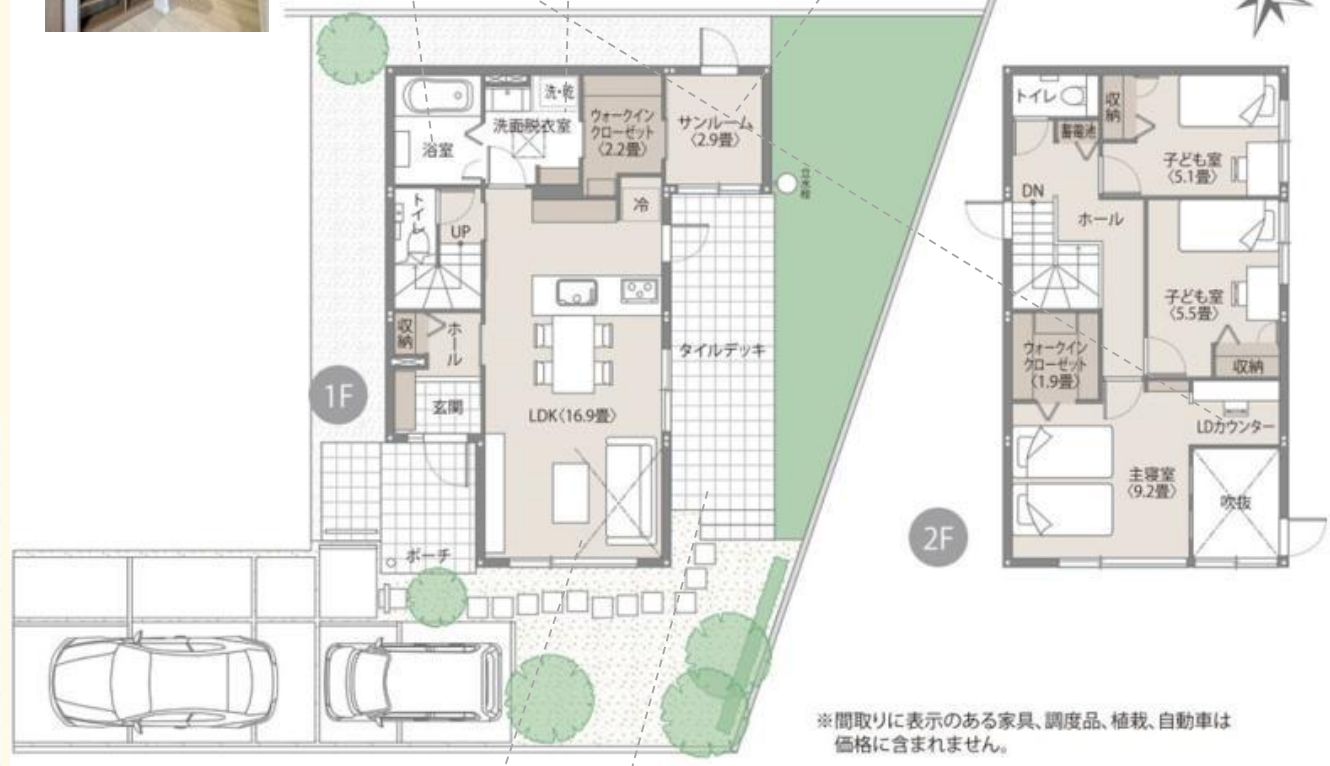 1F
浴室
洗面脱衣室
洗・乾
ウォークイン
クローゼット
〈2.2畳〉
サンルーム
〈2.9畳〉
立水栓
トイレ
UP
冷
収納
ホール
玄関
LDK〈16.9畳〉
タイルデッキ
ポーチ
2F
トイレ
収納
蓄電池
子ども室
〈5.1畳〉
DN
ホール
子ども室
〈5.5畳〉
収納
ウォークイン
クローゼット
〈1.9畳〉
LDカウンター
主寝室
〈9.2畳〉
吹抜
※間取りに表示のある家具、調度品、植栽、自動車は
価格に含まれません。